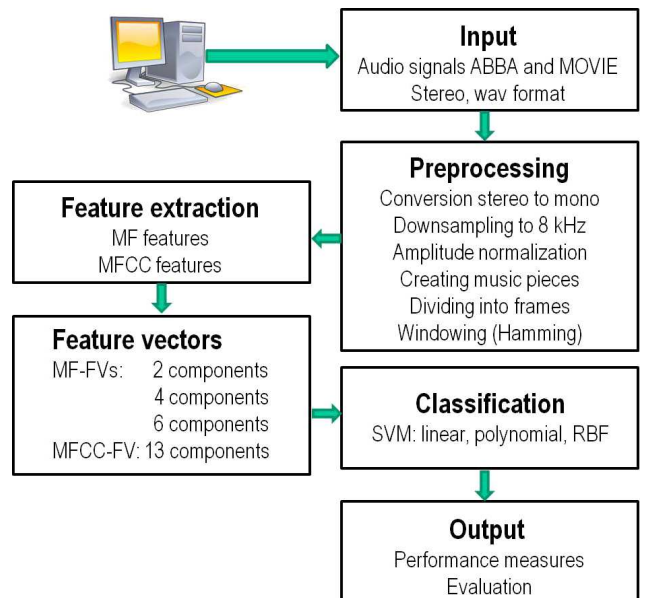 Input
Audio signals ABBA and MOVIE
Stereo, wav format
Preprocessing
Conversion stereo to mono
Downsampling to 8 kHz
Amplitude normalization
Creating music pieces
Dividing into frames
Windowing (Hamming)
Feature extraction
MF features
MFCC features
Feature vectors
MF-FVs: 2 components
4 components
6 components
MFCC-FV: 13 components
Classification
SVM: linear, polynomial, RBF
Output
Performance measures
Evaluation